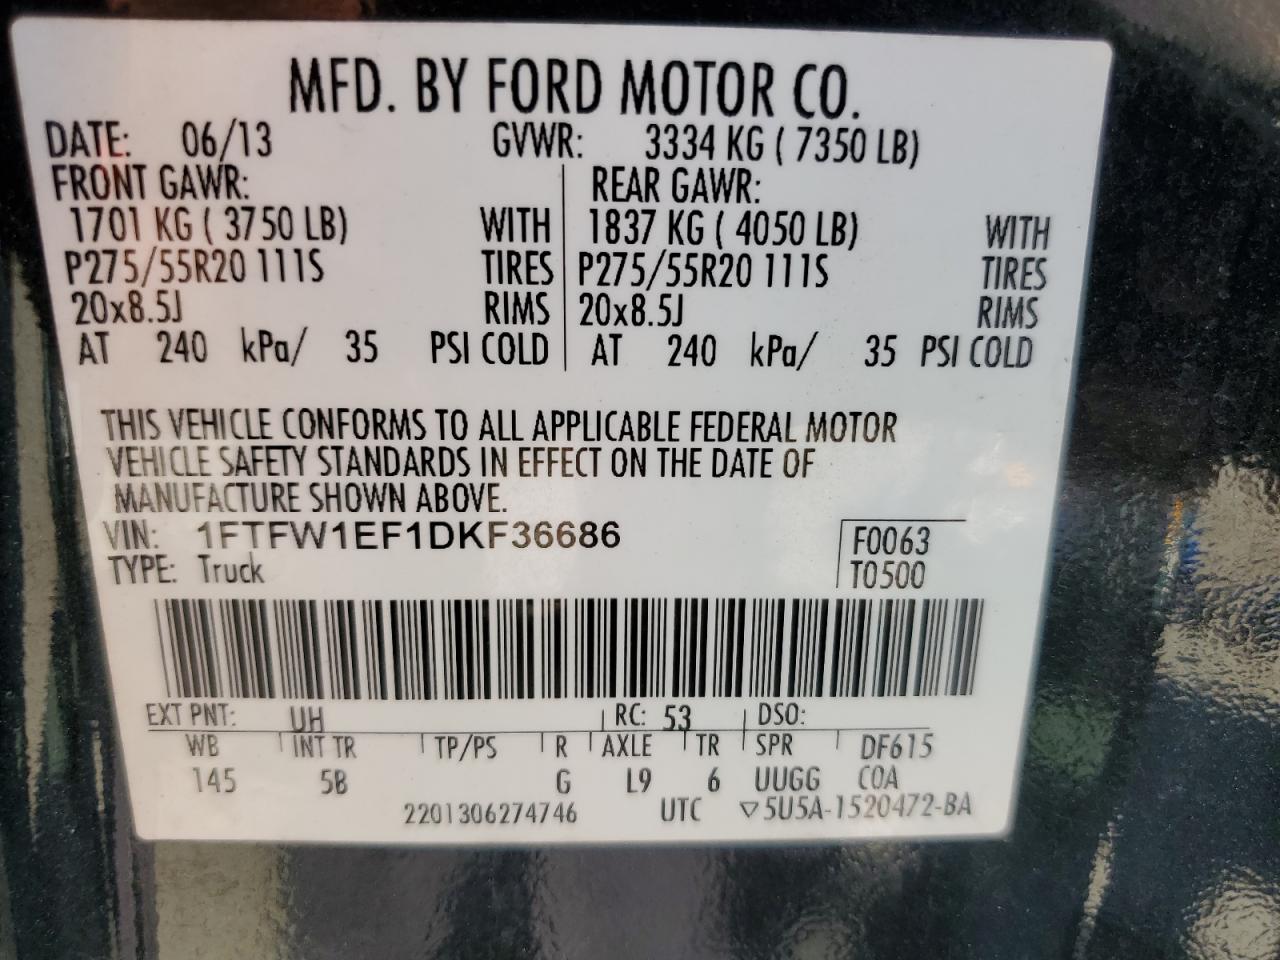 MFD. BY FORD MOTOR CO.
DATE: 06/13 GVWR: 3334 KG ( 7350 LB)
FRONT GAWR: REAR GAWR:
1701 KG ( 3750 LB) WITH 1837 KG ( 4050 LB) WITH
P275/55R20 111S TIRES P275/55R20 111S TIRES
20x8.5J RIMS 20x8.5J RIMS
AT 240 kPa/ 35 PSI COLD AT 240 kPa/ 35 PSI COLD
THIS VEHICLE CONFORMS TO ALL APPLICABLE FEDERAL MOTOR
VEHICLE SAFETY STANDARDS IN EFFECT ON THE DATE OF
MANUFACTURE SHOWN ABOVE.
VIN: 1FTFW1EF1DKF36686 F0063
TYPE: Truck T0500
EXT PNT: UH RC: 53 DSO:
WB INT TR TP/PS R AXLE TR SPR DF615
145 5B G L9 6 UUGG COA
2201306274746 UTC ▽5U5A-1520472-BA